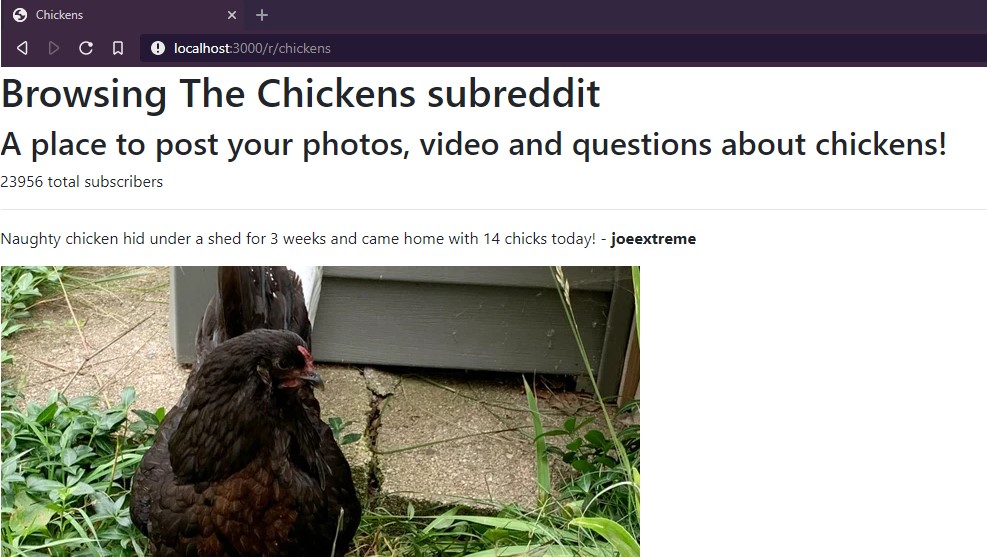 Chickens
localhost:3000/r/chickens
Browsing The Chickens subreddit
A place to post your photos, video and questions about chickens!
23956 total subscribers
Naughty chicken hid under a shed for 3 weeks and came home with 14 chicks today! - joeextreme